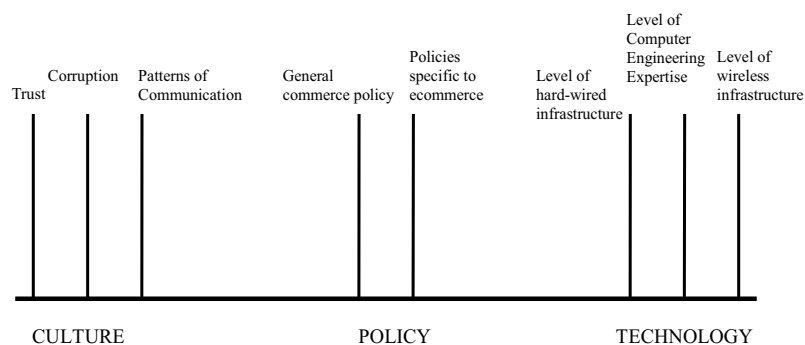 Trust
Corruption
Patterns of
Communication
General
commerce policy
Policies
specific to
ecommerce
Level of
hard-wired
infrastructure
Level of
Computer
Engineering
Expertise
Level of
wireless
infrastructure
CULTURE
POLICY
TECHNOLOGY